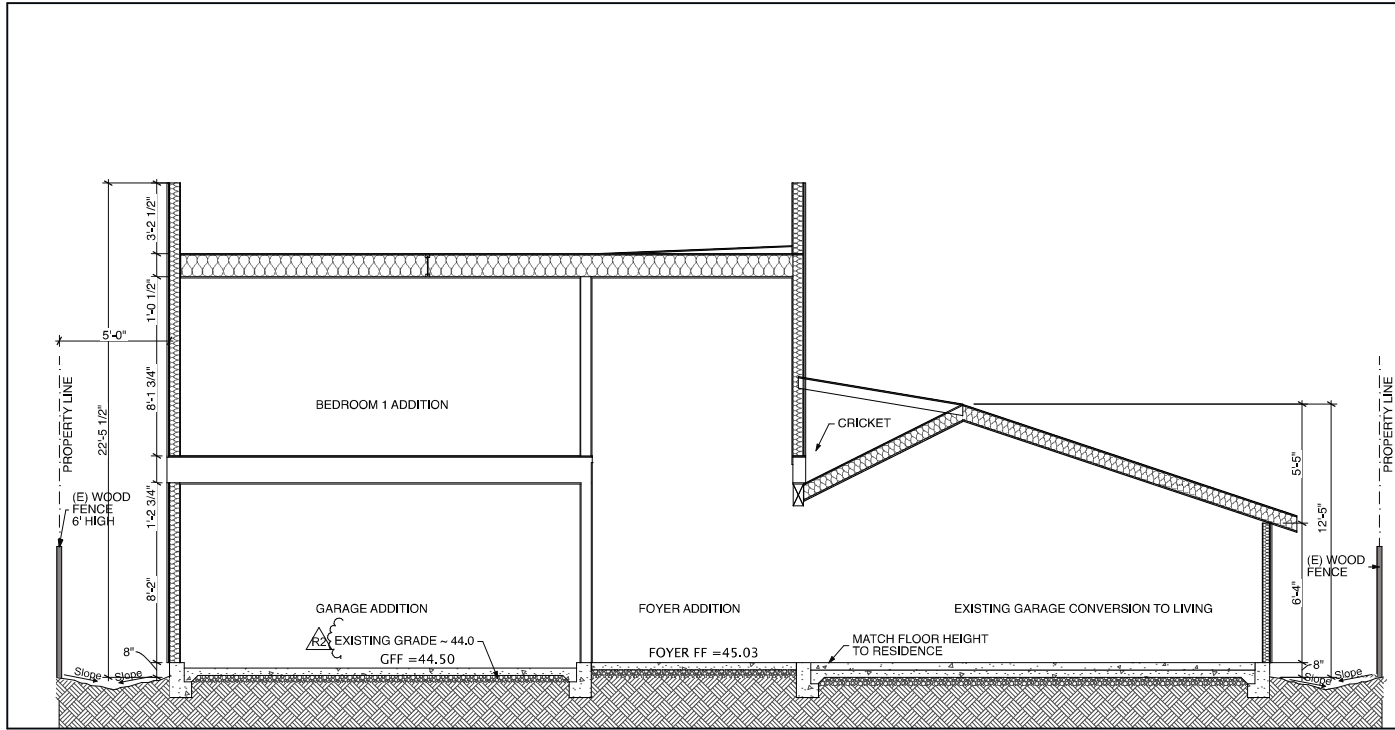 3'-2 1/2"
1'-0 1/2"
5'-0"
8'-1 3/4"
22'-5 1/2"
PROPERTY LINE
BEDROOM 1 ADDITION
CRICKET
5'-5"
12'-5"
PROPERTY LINE
(E) WOOD
FENCE
6' HIGH
1'-2 3/4"
8'-2"
(E) WOOD
FENCE
6'-4"
GARAGE ADDITION
FOYER ADDITION
EXISTING GARAGE CONVERSION TO LIVING
R2
EXISTING GRADE ~ 44.0
GFF =44.50
FOYER FF =45.03
MATCH FLOOR HEIGHT
TO RESIDENCE
8"
8"
Slope
Slope
Slope
Slope